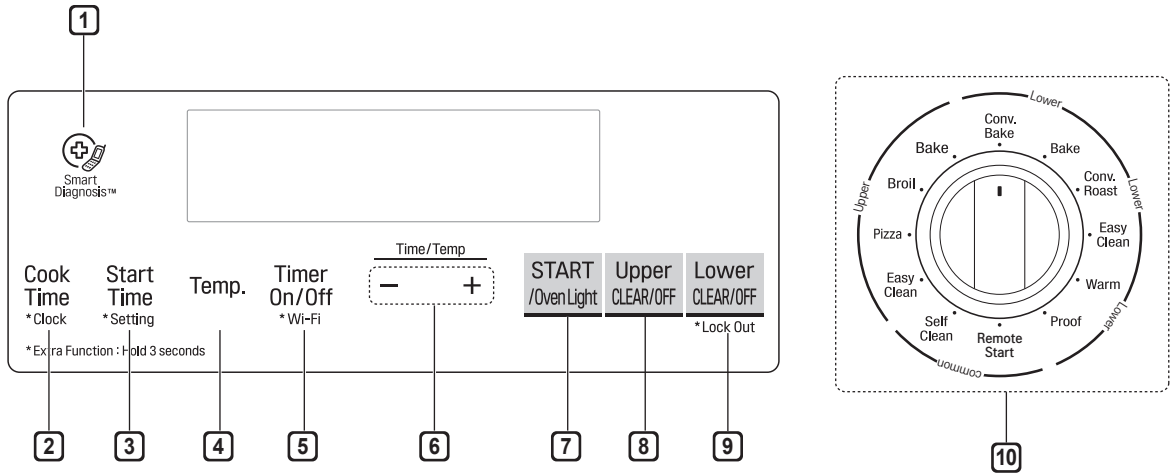 1
Smart
Diagnosis™
Cook
Time
*Clock
Start
Time
*Setting
Temp.
Timer
On/Off
*Wi-Fi
Time/Temp
− +
START
/Oven Light
Upper
CLEAR/OFF
Lower
CLEAR/OFF
*Lock Out
*Extra Function : Hold 3 seconds
2 3 4 5 6 7 8 9
Lower
Conv.
Bake
Bake
Conv.
Roast
Lower
Easy
Clean
Warm
Lower
Proof
Remote
Start
common
Self
Clean
Easy
Clean
Pizza
Upper
Broil
Bake
10